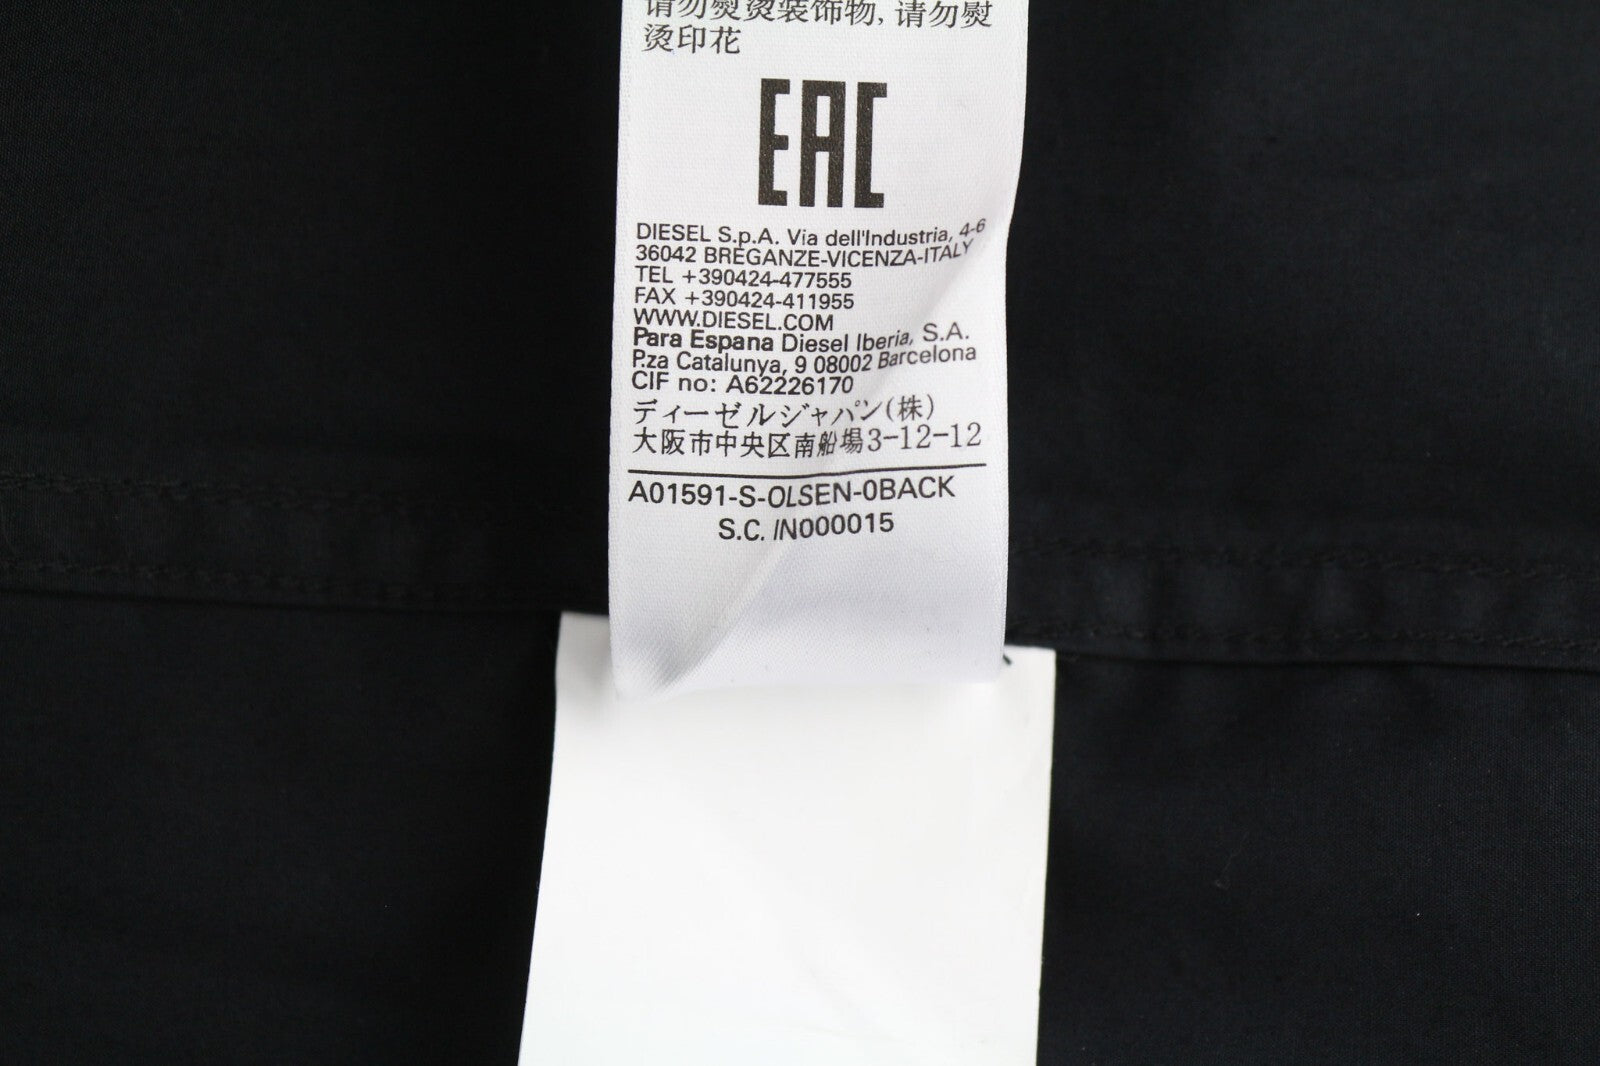 请勿熨烫装饰物, 请勿熨
烫印花
EAC
DIESEL S.p.A. Via dell'Industria, 4-6
36042 BREGANZE-VICENZA-ITALY
TEL +390424-477555
FAX +390424-411955
WWW.DIESEL.COM
Para Espana Diesel Iberia, S.A.
P.za Catalunya, 9 08002 Barcelona
CIF no: A62226170
ディーゼルジャパン(株)
大阪市中央区南船場3-12-12
A01591-S-OLSEN-0BACK
S.C. IN000015